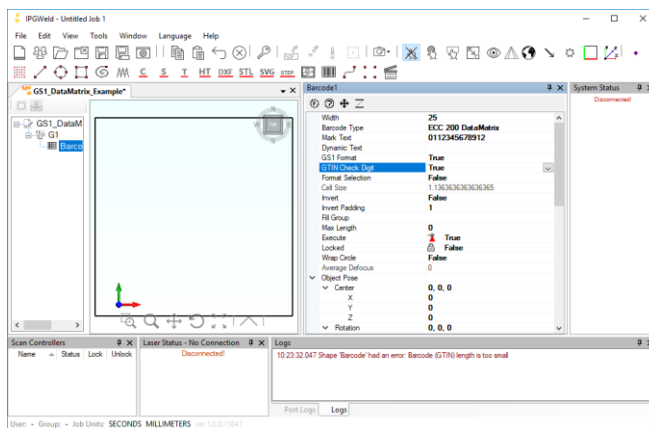 IPGWeld - Untitled Job 1
File Edit View Tools Window Language Help
C S T HT DXF STL SVG STEP
GS1_DataMatrix_Example*
Barcode1
System Status
Disconnected!
GS1_DataM
G1
Barco
N
W
TOP
S
Width 25
Barcode Type ECC 200 DataMatrix
Mark Text 0112345678912
Dynamic Text
GS1 Format True
GTIN Check Digit True
Format Selection False
Cell Size 1.1363636363636365
Invert False
Invert Padding 1
Fill Group
Max Length 0
Execute True
Locked False
Wrap Circle False
Average Defocus 0
Object Pose
Center 0, 0, 0
X 0
Y 0
Z 0
Rotation 0, 0, 0
Scan Controllers
Name Status Lock Unlock
Laser Status - No Connection
Disconnected!
Logs
10:23:32.047 Shape 'Barcode' had an error: Barcode (GTIN) length is too small
Port Logs Logs
User: - Group: - Job Units: SECONDS MILLIMETERS ver 1.0.0.15041